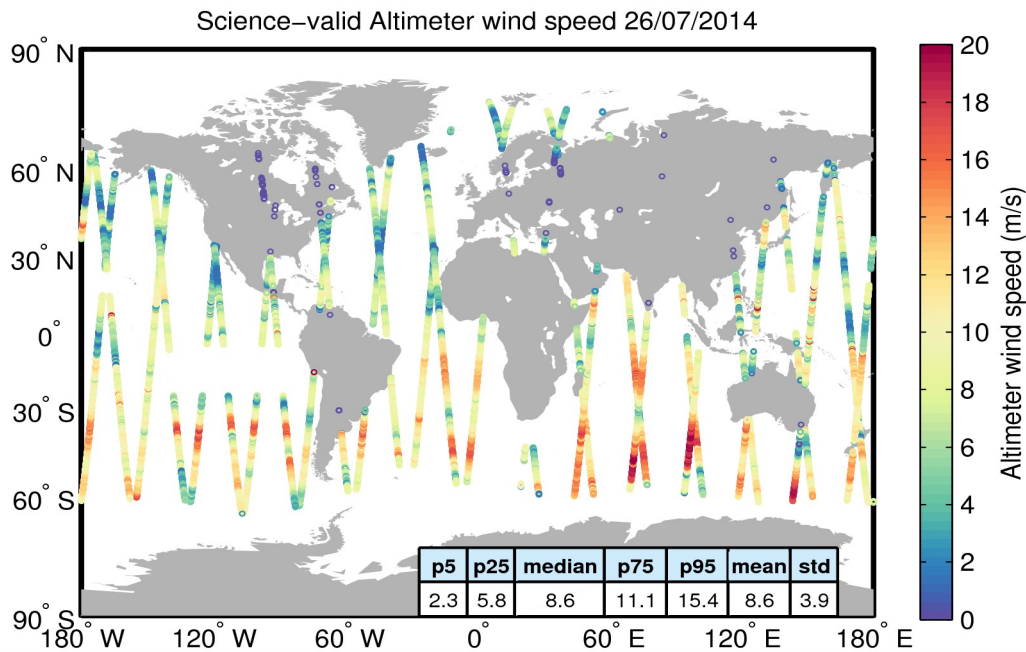 Science−valid Altimeter wind speed 26/07/2014
90° N
60° N
30° N
0°
30° S
60° S
90° S
180° W
120° W
60° W
0°
60° E
120° E
180° E
p5 p25 median p75 p95 mean std
2.3 5.8 8.6 11.1 15.4 8.6 3.9
20
18
16
14
12
10
8
6
4
2
0
Altimeter wind speed (m/s)